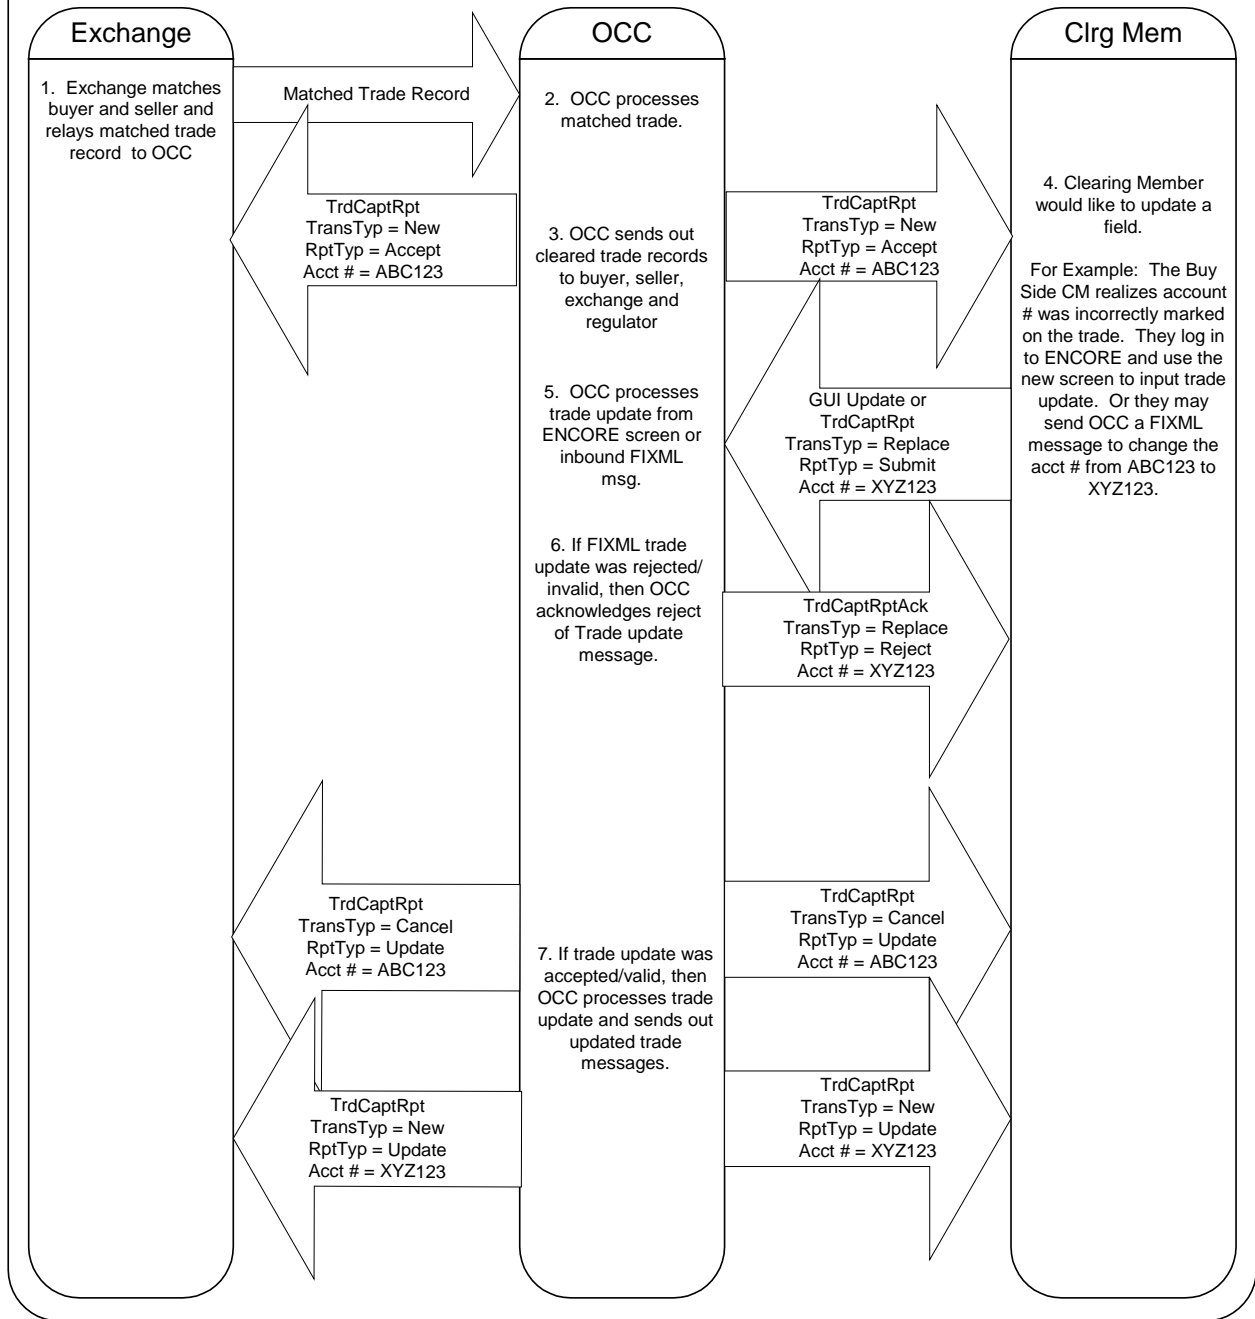 Exchange
OCC
Clrg Mem
1. Exchange matches
buyer and seller and
relays matched trade
record to OCC
Matched Trade Record
2. OCC processes
matched trade.
TrdCaptRpt
TransTyp = New
RptTyp = Accept
Acct # = ABC123
3. OCC sends out
cleared trade records
to buyer, seller,
exchange and
regulator
TrdCaptRpt
TransTyp = New
RptTyp = Accept
Acct # = ABC123
4. Clearing Member
would like to update a
field.
For Example: The Buy
Side CM realizes account
# was incorrectly marked
on the trade. They log in
to ENCORE and use the
new screen to input trade
update. Or they may
send OCC a FIXML
message to change the
acct # from ABC123 to
XYZ123.
5. OCC processes
trade update from
ENCORE screen or
inbound FIXML
msg.
GUI Update or
TrdCaptRpt
TransTyp = Replace
RptTyp = Submit
Acct # = XYZ123
6. If FIXML trade
update was rejected/
invalid, then OCC
acknowledges reject
of Trade update
message.
TrdCaptRptAck
TransTyp = Replace
RptTyp = Reject
Acct # = XYZ123
TrdCaptRpt
TransTyp = Cancel
RptTyp = Update
Acct # = ABC123
7. If trade update was
accepted/valid, then
OCC processes trade
update and sends out
updated trade
messages.
TrdCaptRpt
TransTyp = Cancel
RptTyp = Update
Acct # = ABC123
TrdCaptRpt
TransTyp = New
RptTyp = Update
Acct # = XYZ123
TrdCaptRpt
TransTyp = New
RptTyp = Update
Acct # = XYZ123